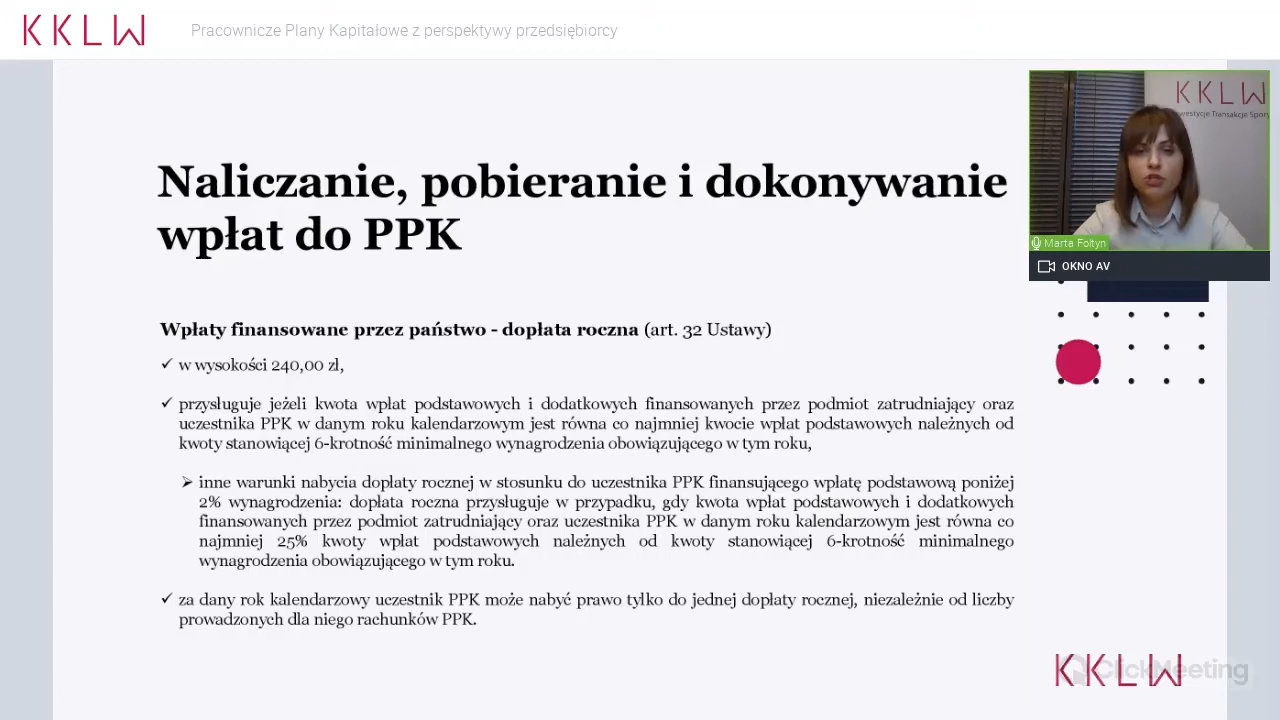 KKLW
Pracownicze Plany Kapitałowe z perspektywy przedsiębiorcy
KKLW
westycje Transakcje Spory
Marta Foltyn
OKNO AV
Naliczanie, pobieranie i dokonywanie
wpłat do PPK
Wpłaty finansowane przez państwo - dopłata roczna (art. 32 Ustawy)
✓ w wysokości 240,00 zł,
✓ przysługuje jeżeli kwota wpłat podstawowych i dodatkowych finansowanych przez podmiot zatrudniający oraz
uczestnika PPK w danym roku kalendarzowym jest równa co najmniej kwocie wpłat podstawowych należnych od
kwoty stanowiącej 6-krotność minimalnego wynagrodzenia obowiązującego w tym roku,
➢ inne warunki nabycia dopłaty rocznej w stosunku do uczestnika PPK finansującego wpłatę podstawową poniżej
2% wynagrodzenia: dopłata roczna przysługuje w przypadku, gdy kwota wpłat podstawowych i dodatkowych
finansowanych przez podmiot zatrudniający oraz uczestnika PPK w danym roku kalendarzowym jest równa co
najmniej 25% kwoty wpłat podstawowych należnych od kwoty stanowiącej 6-krotność minimalnego
wynagrodzenia obowiązującego w tym roku.
✓ za dany rok kalendarzowy uczestnik PPK może nabyć prawo tylko do jednej dopłaty rocznej, niezależnie od liczby
prowadzonych dla niego rachunków PPK.
KKLW
ClickMeeting